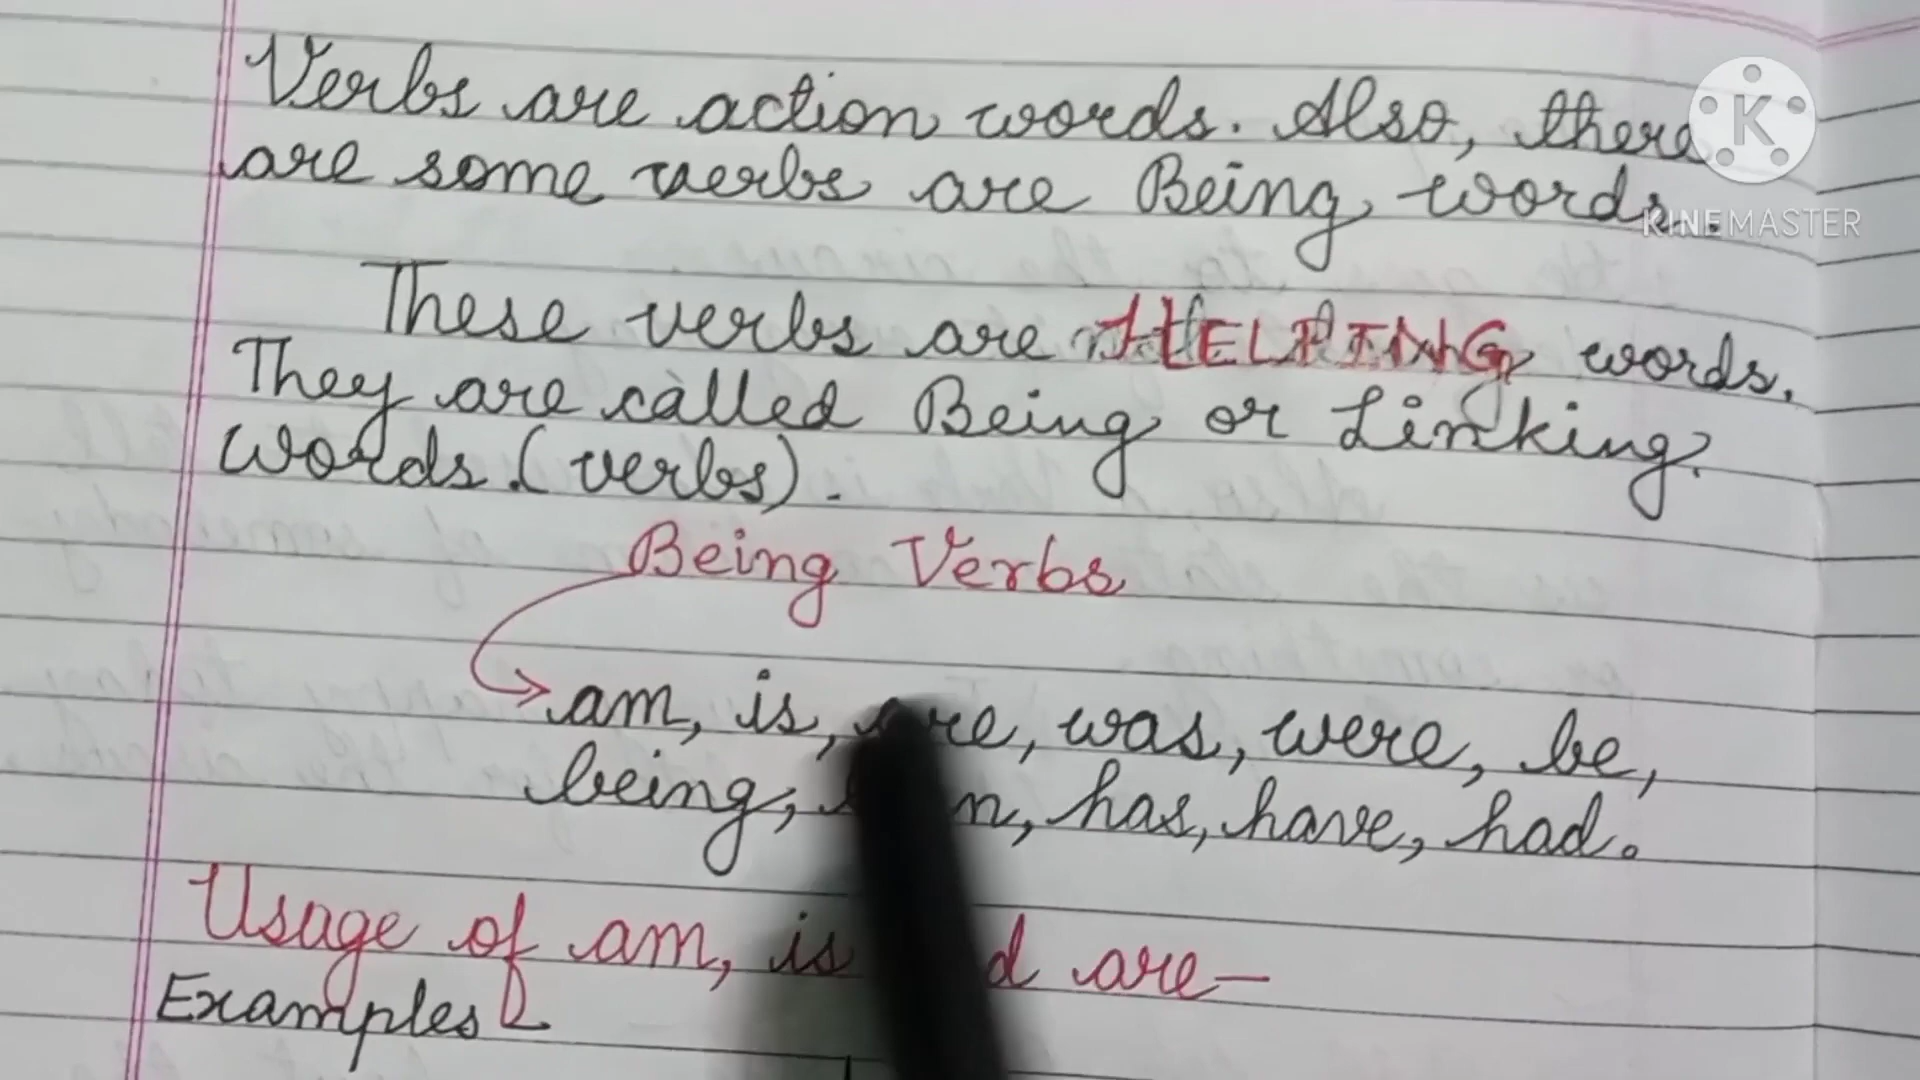 Verbs are action words. Also, there
are some verbs are Being words.
These verbs are HELPING words.
They are called Being or Linking.
words. (verbs).
Being Verbs
am, is, are, was, were, be,
being, has, have, had.
Usage of am, is are-
Examples
K
KINEMASTER